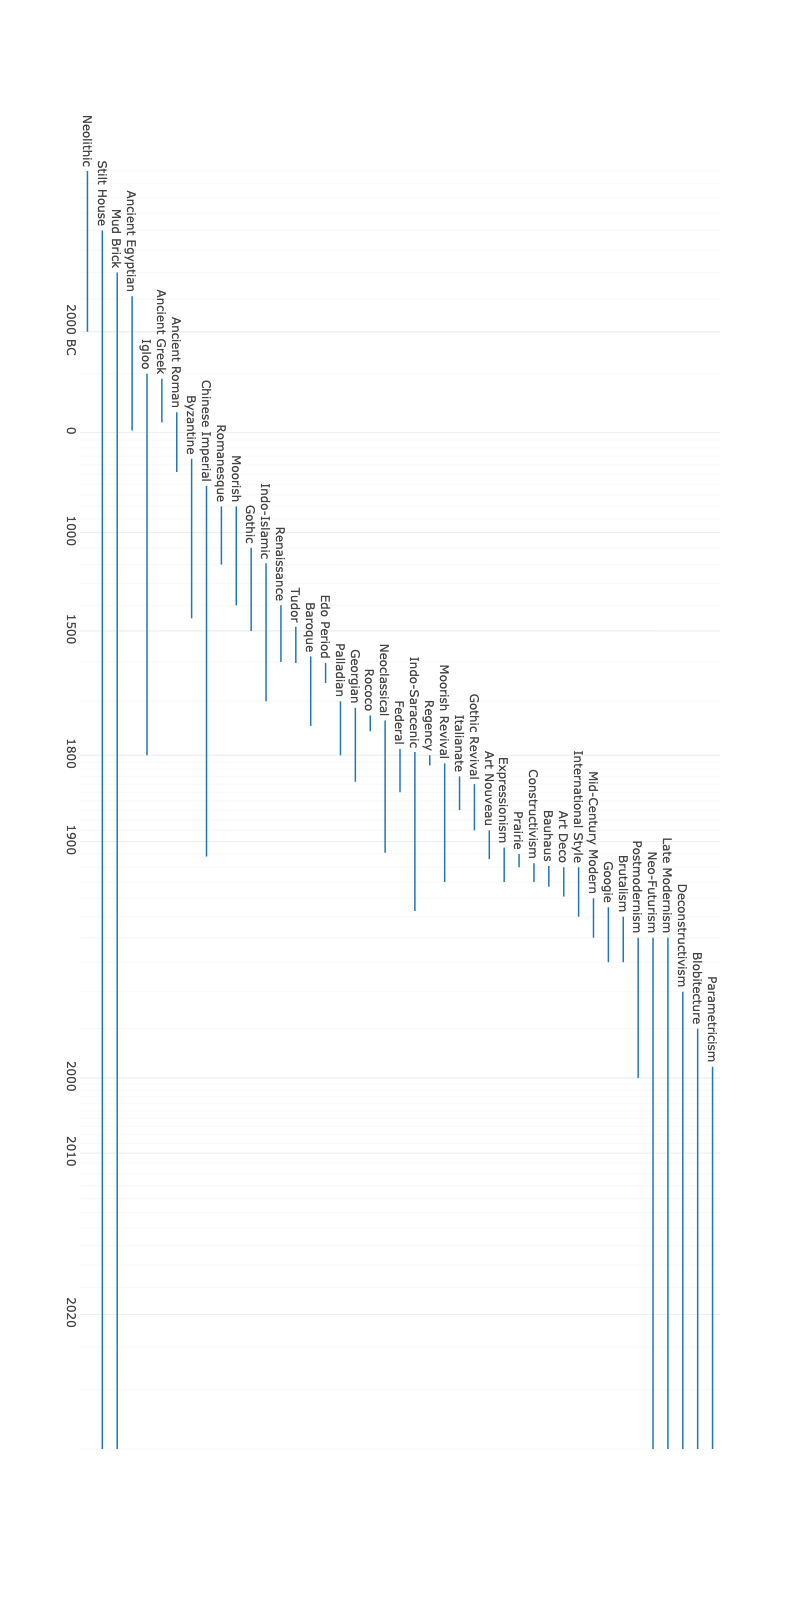 2000 BC
0
1000
1500
1800
1900
2000
2010
2020
Neolithic
Stilt House
Mud Brick
Ancient Egyptian
Igloo
Ancient Greek
Ancient Roman
Byzantine
Chinese Imperial
Romanesque
Moorish
Gothic
Indo-Islamic
Renaissance
Tudor
Baroque
Edo Period
Palladian
Georgian
Rococo
Neoclassical
Federal
Indo-Saracenic
Regency
Moorish Revival
Italianate
Gothic Revival
Art Nouveau
Expressionism
Prairie
Constructivism
Bauhaus
Art Deco
International Style
Mid-Century Modern
Googie
Brutalism
Postmodernism
Neo-Futurism
Late Modernism
Deconstructivism
Blobitecture
Parametricism